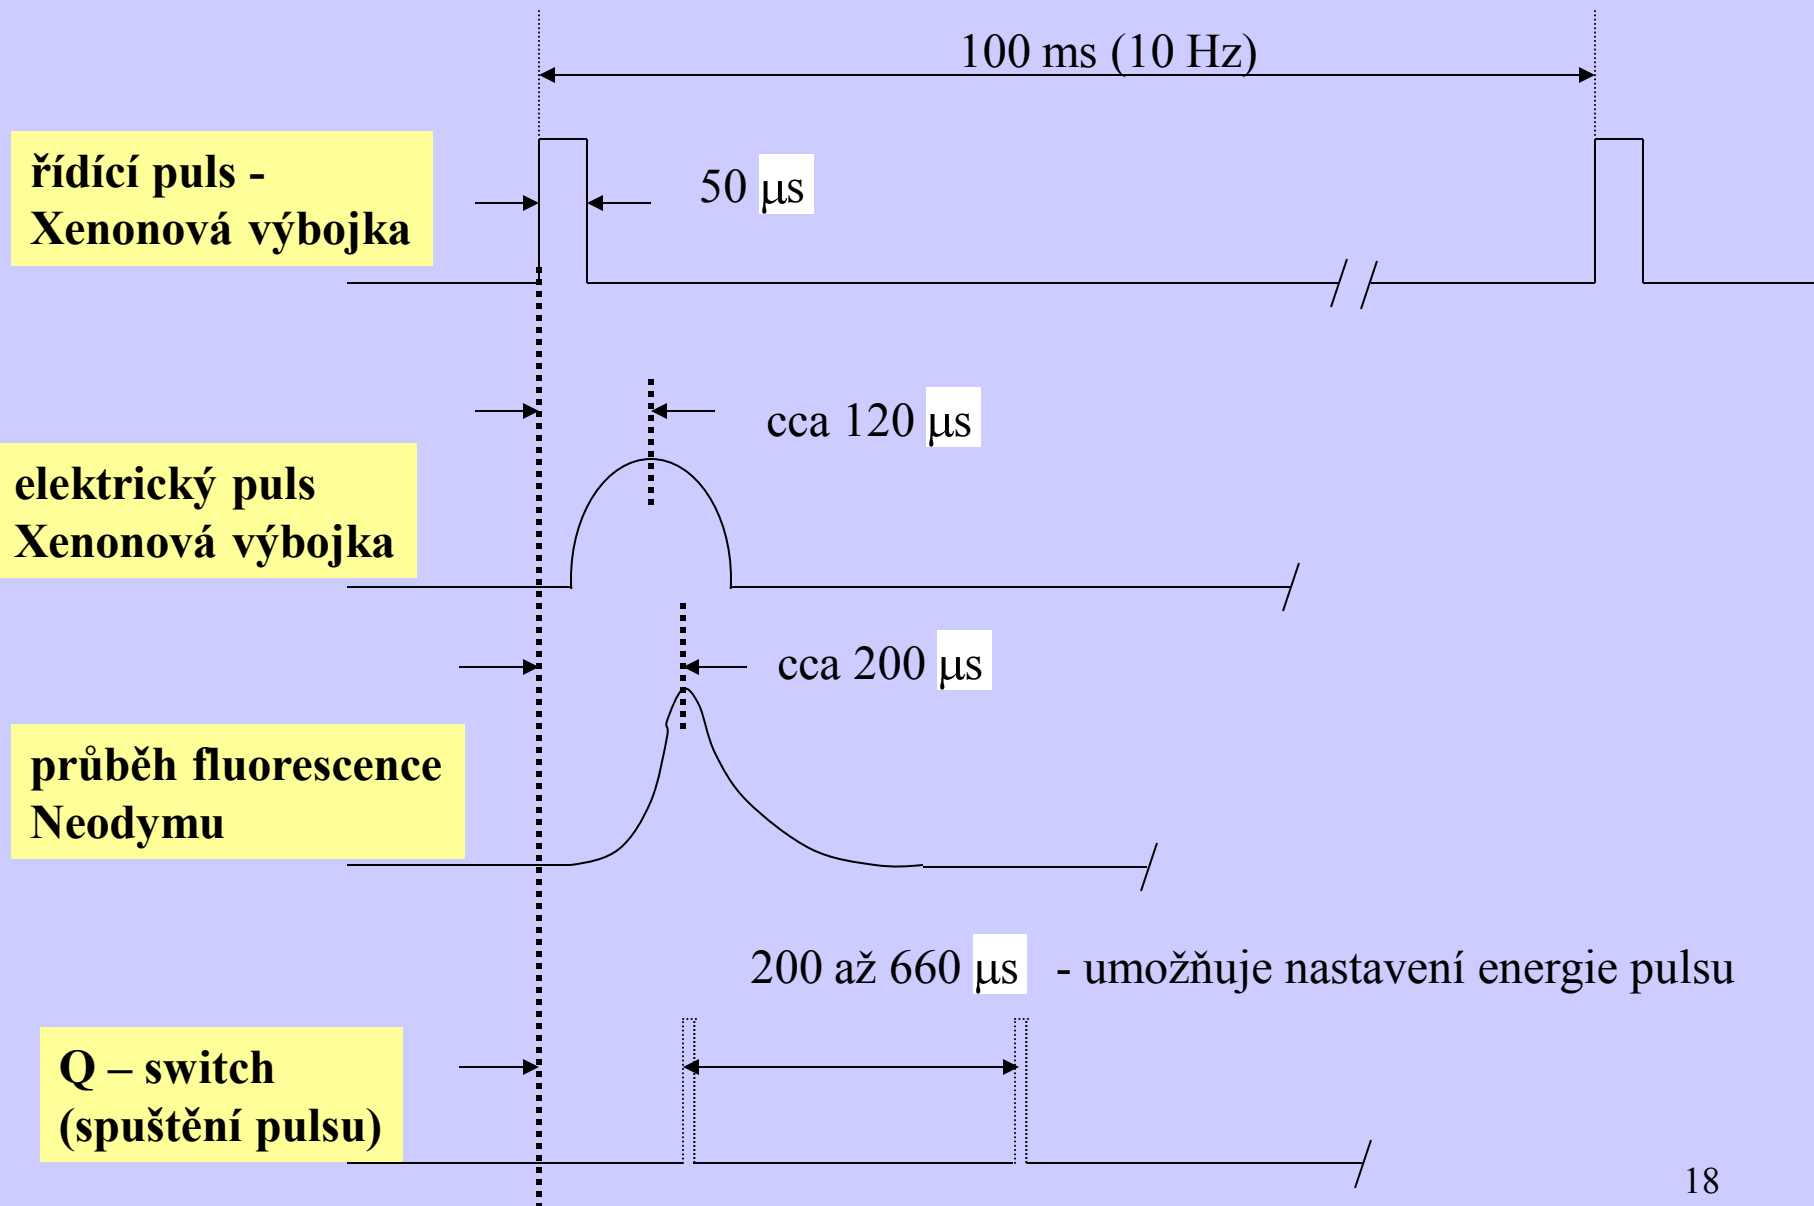 100 ms (10 Hz)
řídící puls -
Xenonová výbojka
50 μs
cca 120 μs
elektrický puls
Xenonová výbojka
cca 200 μs
průběh fluorescence
Neodymu
200 až 660 μs - umožňuje nastavení energie pulsu
Q – switch
(spuštění pulsu)
18